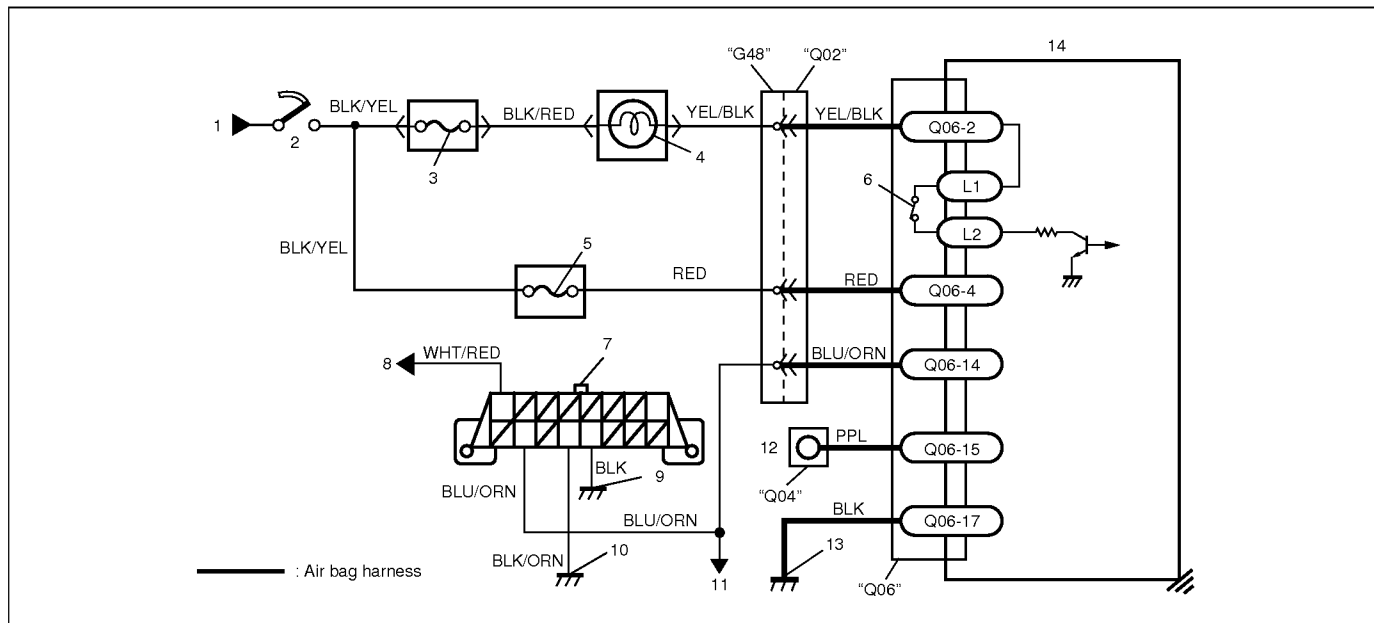 14
"G48" "Q02"
BLK/YEL
BLK/RED
YEL/BLK
YEL/BLK
1
2
3
4
Q06-2
6
L1
L2
BLK/YEL
5
RED
RED
Q06-4
8
WHT/RED
7
BLU/ORN
Q06-14
12
PPL
Q06-15
"Q04"
BLK
9
BLU/ORN
BLU/ORN
BLK
Q06-17
BLK/ORN
10
11
13
: Air bag harness
"Q06"